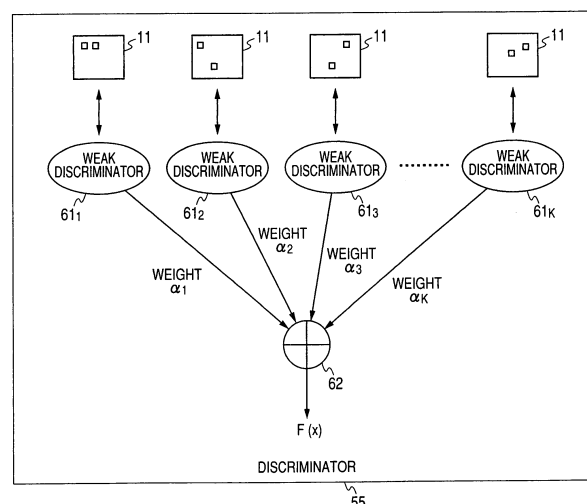 11 11 11 11
WEAK DISCRIMINATOR
WEAK DISCRIMINATOR
WEAK DISCRIMINATOR
WEAK DISCRIMINATOR
61₁ 61₂ 61₃ 61K
WEIGHT α₁
WEIGHT α₂
WEIGHT α₃
WEIGHT αK
62
F (x)
DISCRIMINATOR
55